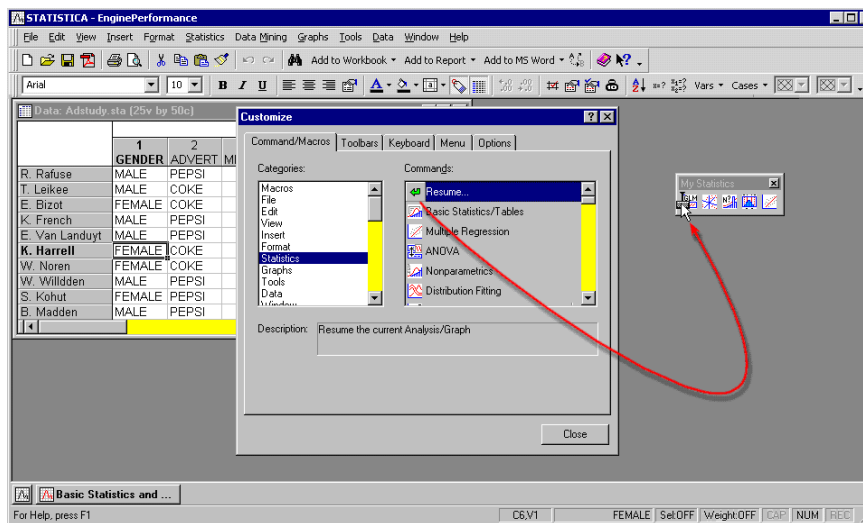 STATISTICA - EnginePerformance
File Edit View Insert Format Statistics Data Mining Graphs Tools Data Window Help
Add to Workbook Add to Report Add to MS Word
Arial 10 B I U Vars Cases
Data: Adstudy.sta (25v by 50c)
1 2
GENDER ADVERT
R. Rafuse MALE PEPSI
T. Leikee MALE COKE
E. Bizot FEMALE COKE
K. French MALE PEPSI
E. Van Landuyt MALE PEPSI
K. Harrell FEMALE COKE
W. Noren FEMALE COKE
W. Willden MALE PEPSI
S. Kohut FEMALE PEPSI
B. Madden MALE PEPSI
Customize
Command/Macros Toolbars Keyboard Menu Options
Categories: Commands:
Macros
File
Edit
View
Insert
Format
Statistics
Graphs
Tools
Data
Window
Resume...
Basic Statistics/Tables
Multiple Regression
ANOVA
Nonparametrics
Distribution Fitting
Description: Resume the current Analysis/Graph
Close
My Statistics
Basic Statistics and ...
For Help, press F1 C6,V1 FEMALE Sel:OFF Weight:OFF CAP NUM REC